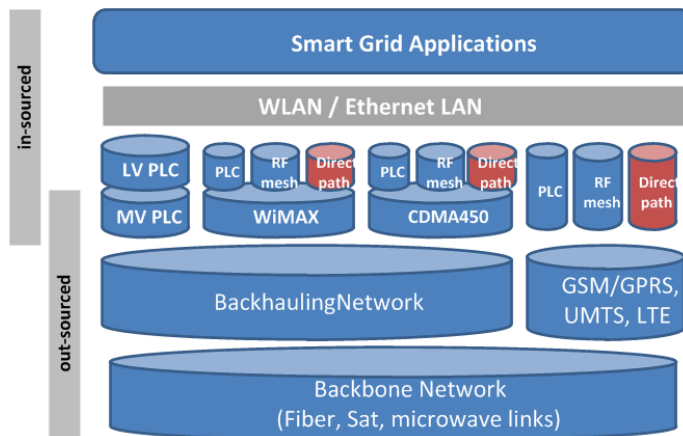 in-sourced
out-sourced
Smart Grid Applications
WLAN / Ethernet LAN
LV PLC
MV PLC
PLC
RF
mesh
Direct
path
WiMAX
PLC
RF
mesh
Direct
path
CDMA450
PLC
RF
mesh
Direct
path
BackhaulingNetwork
GSM/GPRS,
UMTS, LTE
Backbone Network
(Fiber, Sat, microwave links)